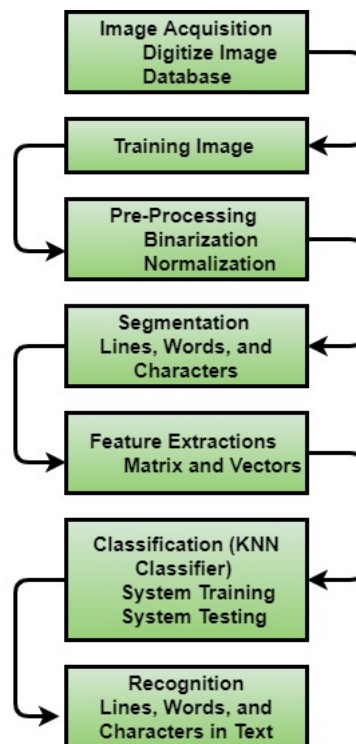 Image Acquisition
Digitize Image
Database
Training Image
Pre-Processing
Binarization
Normalization
Segmentation
Lines, Words, and
Characters
Feature Extractions
Matrix and Vectors
Classification (KNN
Classifier)
System Training
System Testing
Recognition
Lines, Words, and
Characters in Text